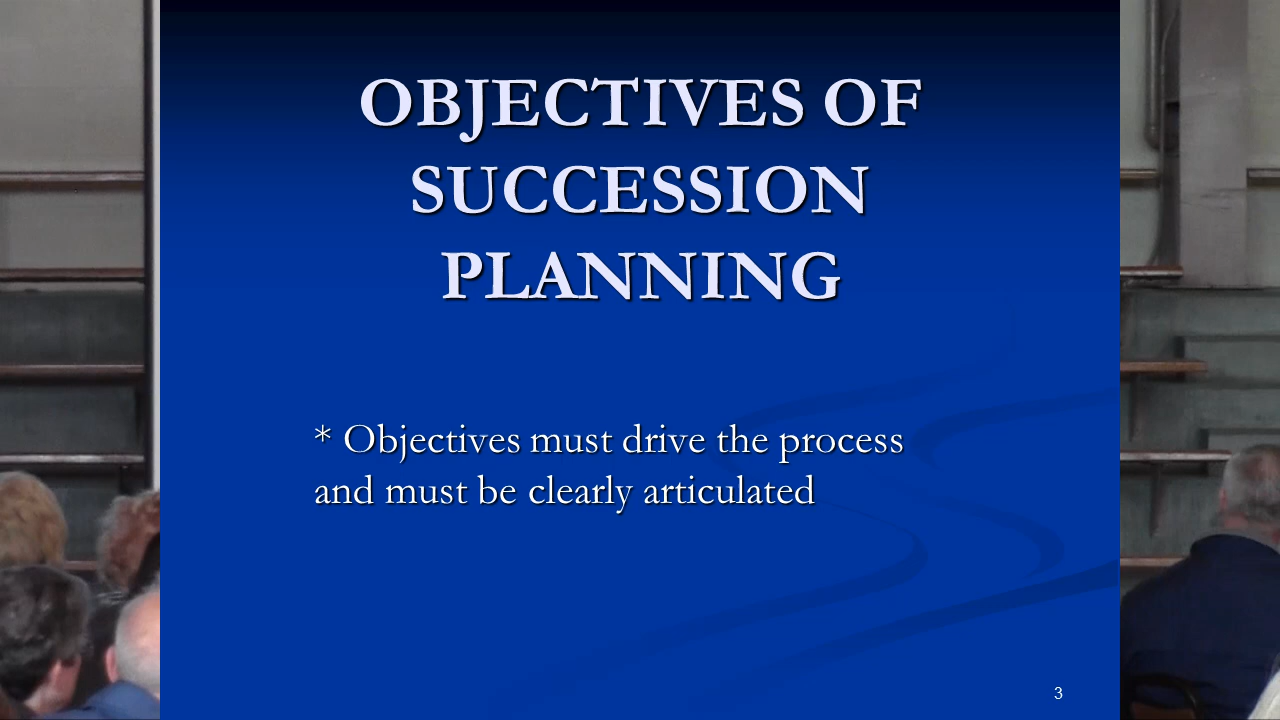 OBJECTIVES OF
SUCCESSION
PLANNING
* Objectives must drive the process
and must be clearly articulated
3